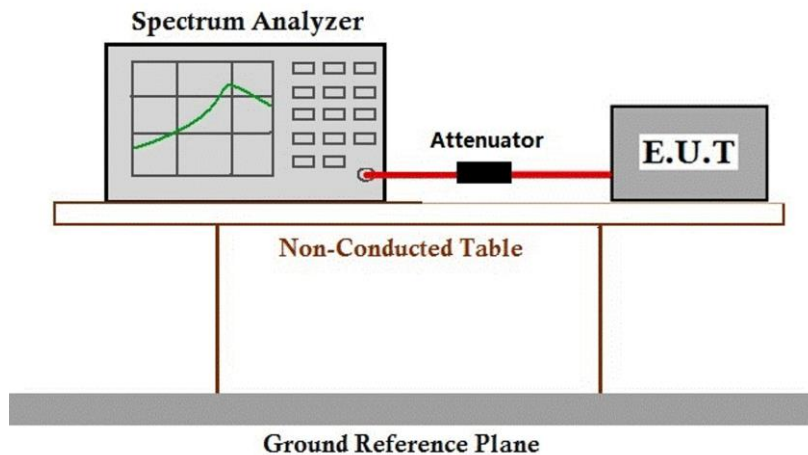 Spectrum Analyzer
Attenuator
E.U.T
Non-Conducted Table
Ground Reference Plane